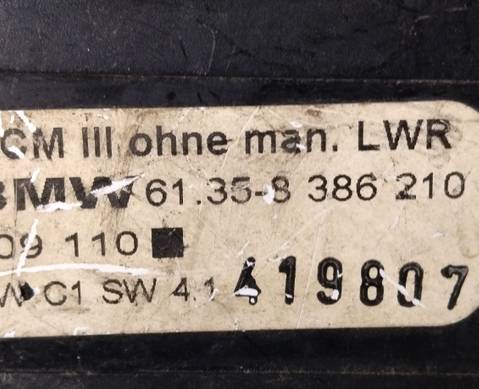 CM III ohne man. LWR
BMW 61.35-8 386 210
09 110
C1 SW 4.1 419807